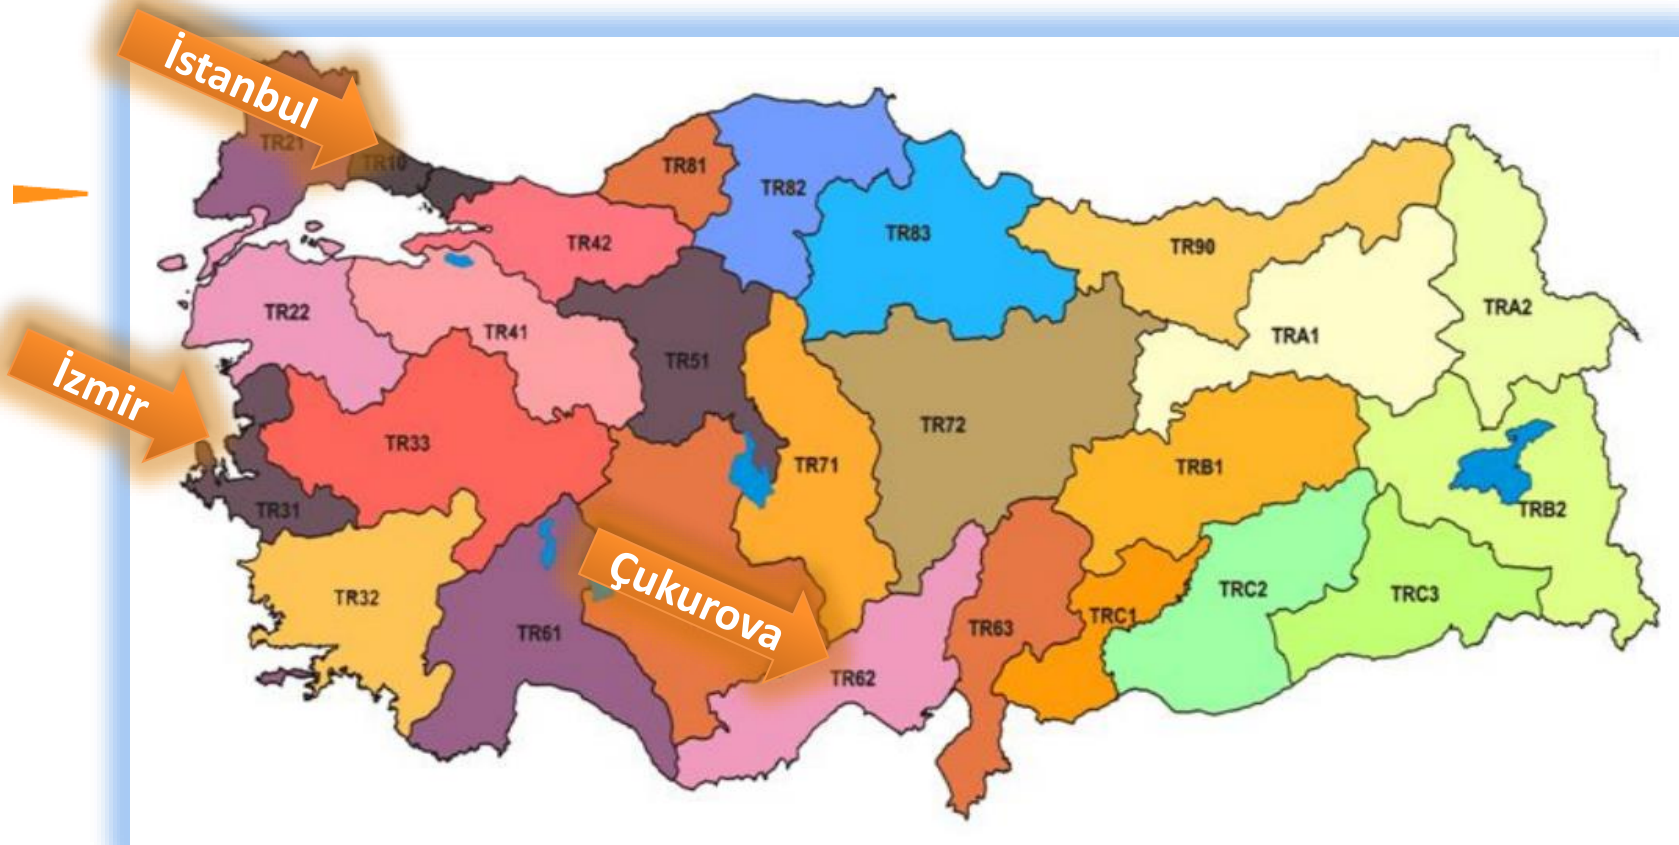 İstanbul
TR21
TR10
TR81
TR82
TR42
TR83
TR90
TR22
TR41
TR51
TRA1
TRA2
İzmir
TR33
TR72
TR71
TRB1
TR31
TRB2
Çukurova
TR32
TR61
TR62
TR63
TRC1
TRC2
TRC3